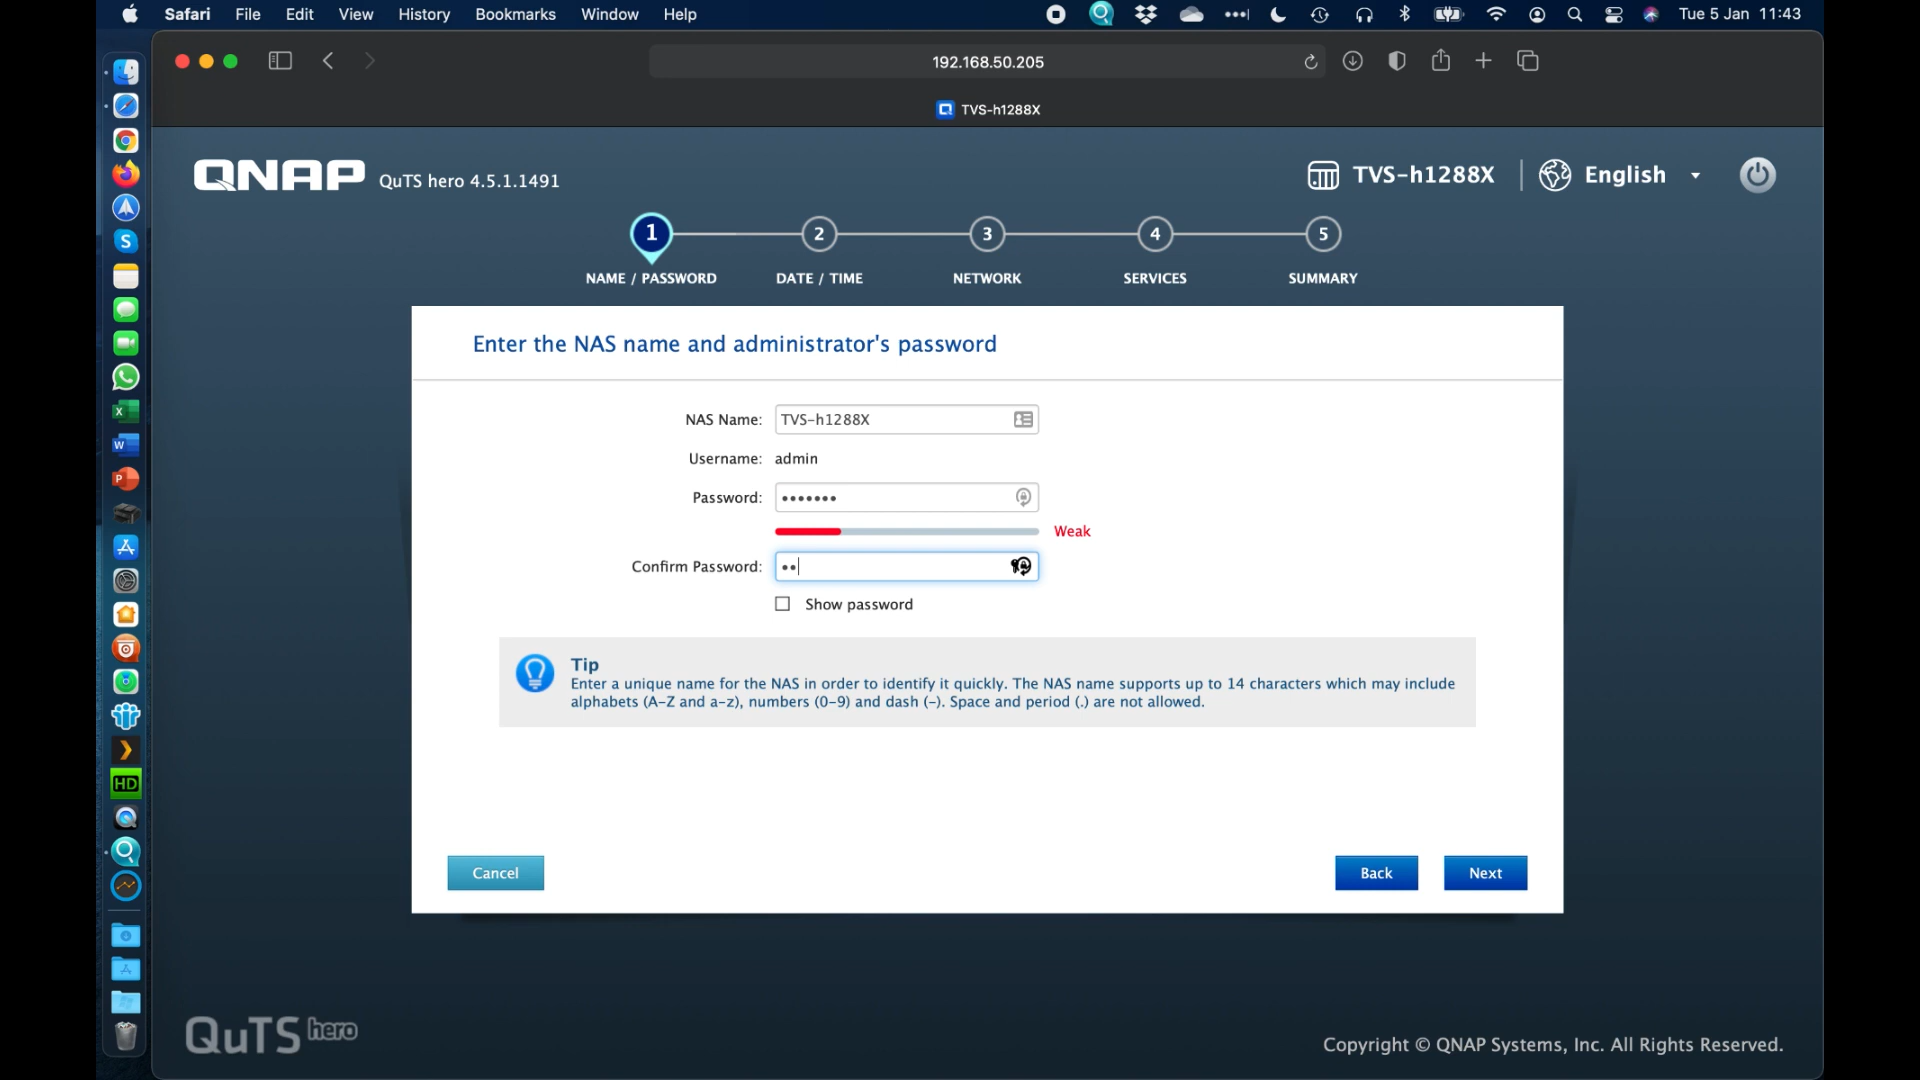 Safari File Edit View History Bookmarks Window Help Tue 5 Jan 11:43
192.168.50.205
TVS-h1288X
QNAP QuTS hero 4.5.1.1491 TVS-h1288X English
1 2 3 4 5
NAME / PASSWORD DATE / TIME NETWORK SERVICES SUMMARY
Enter the NAS name and administrator's password
NAS Name: TVS-h1288X
Username: admin
Password: •••••••
Weak
Confirm Password: ••
Show password
Tip
Enter a unique name for the NAS in order to identify it quickly. The NAS name supports up to 14 characters which may include
alphabets (A-Z and a-z), numbers (0-9) and dash (-). Space and period (.) are not allowed.
HD
Cancel Back Next
QuTS hero
Copyright © QNAP Systems, Inc. All Rights Reserved.